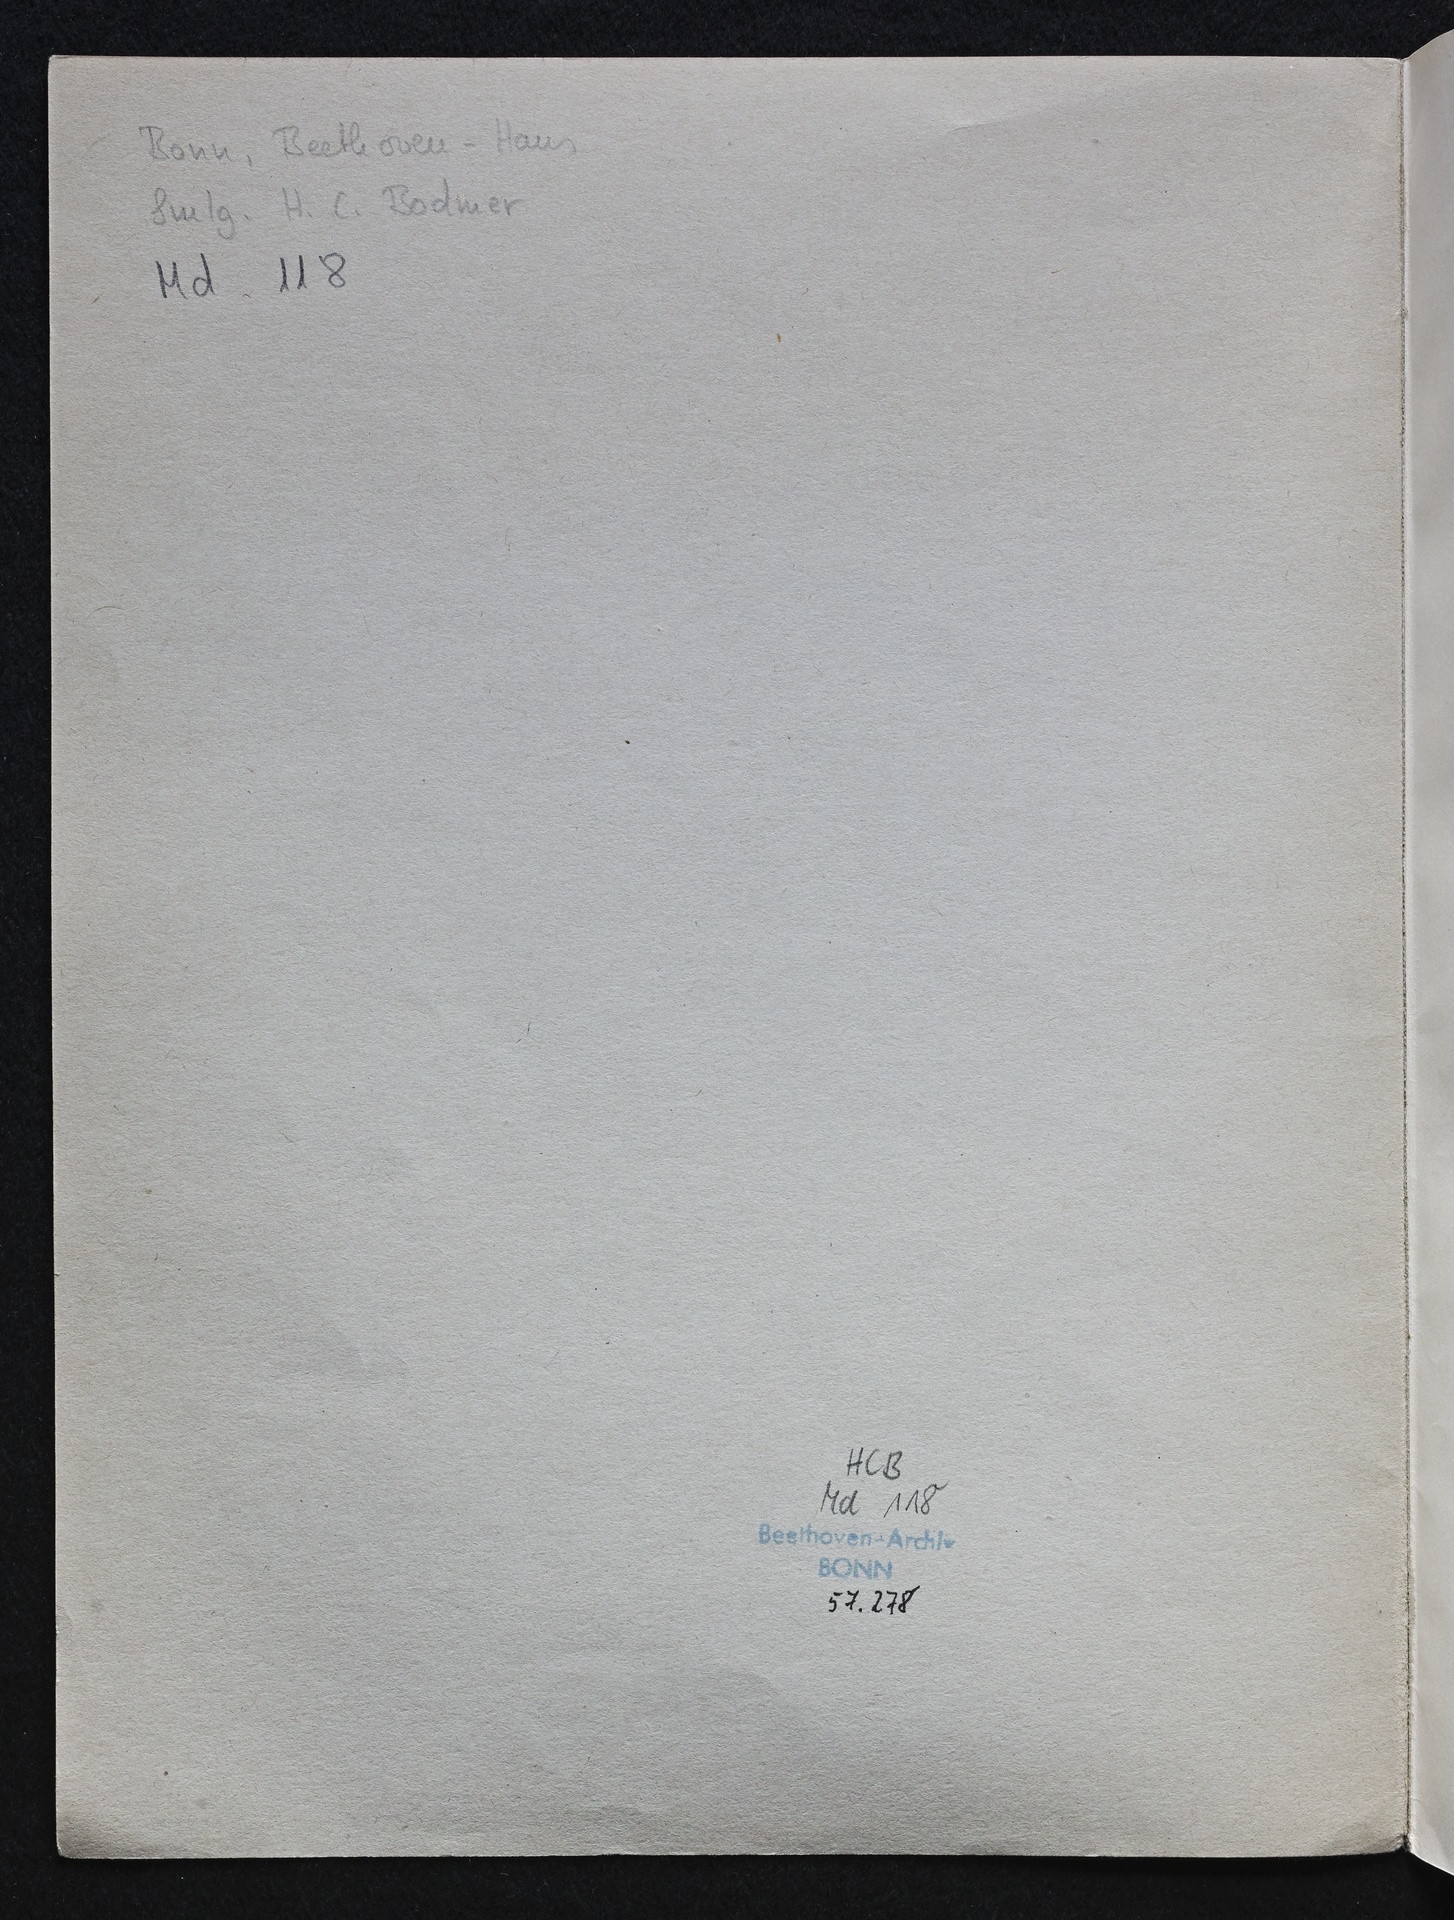 Bonn, Beethoven-Haus
Smlg. H. C. Bodmer
Md. 118
HCB
Md 118
Beethoven-Archiv
BONN
57.278